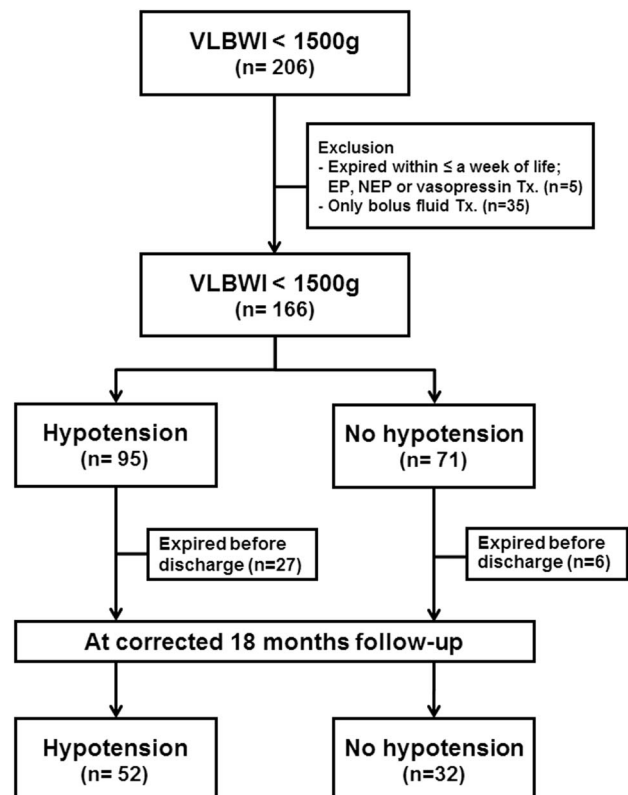 VLBWI < 1500g
(n= 206)
Exclusion
- Expired within ≤ a week of life;
EP, NEP or vasopressin Tx. (n=5)
- Only bolus fluid Tx. (n=35)
VLBWI < 1500g
(n= 166)
Hypotension
(n= 95)
No hypotension
(n= 71)
Expired before
discharge (n=27)
Expired before
discharge (n=6)
At corrected 18 months follow-up
Hypotension
(n= 52)
No hypotension
(n=32)